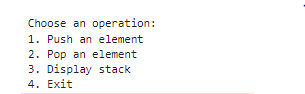 Choose an operation:
1. Push an element
2. Pop an element
3. Display stack
4. Exit